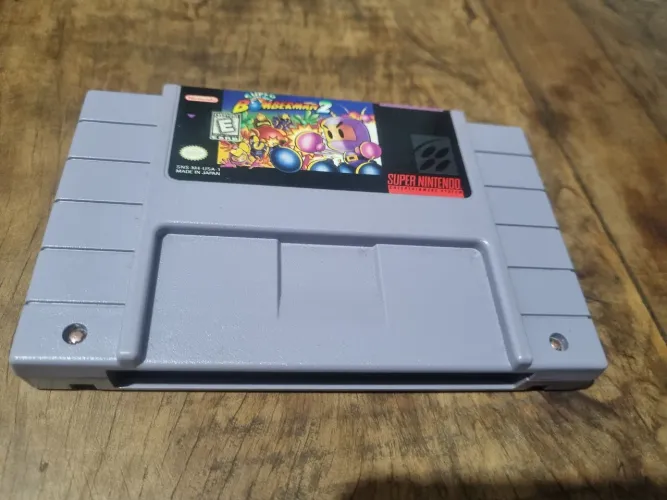 Nintendo
SUPER
BOMBERMAN 2
E
SNS-M4-USA-1
MADE IN JAPAN
SUPER NINTENDO